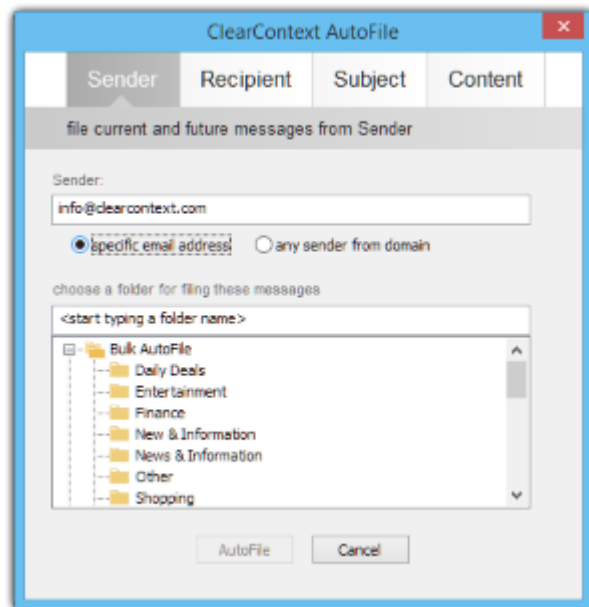 ClearContext AutoFile
Sender Recipient Subject Content
file current and future messages from Sender
Sender:
info@clearcontext.com
specific email address any sender from domain
choose a folder for filing these messages
<start typing a folder name>
Bulk AutoFile
Daily Deals
Entertainment
Finance
New & Information
News & Information
Other
Shopping
AutoFile Cancel